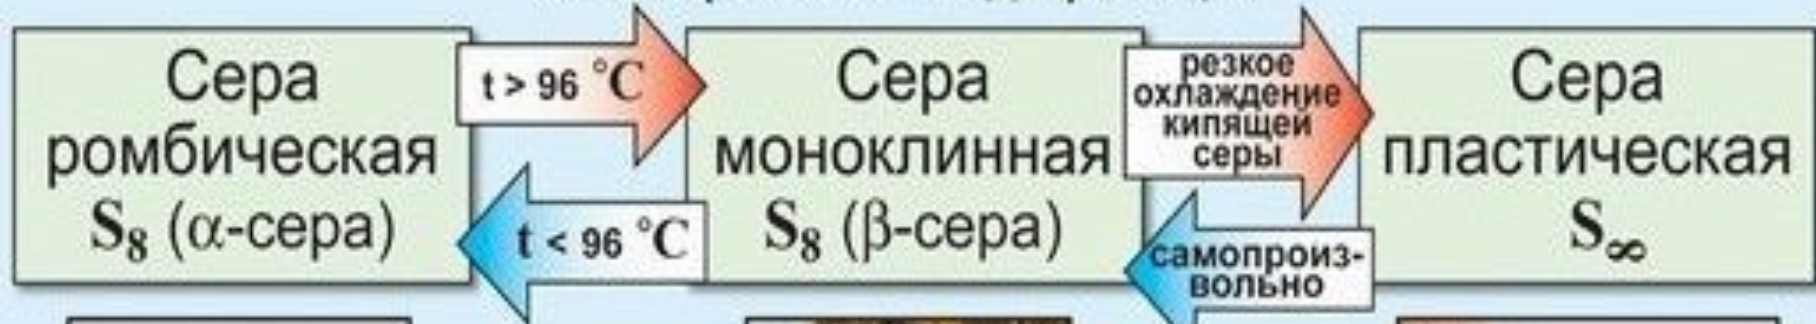 Сера
ромбическая
S₈ (α-сера)
t > 96 °C
t < 96 °C
Сера
моноклинная
S₈ (β-сера)
резкое
охлаждение
кипящей
серы
самопроиз-
вольно
Сера
пластическая
S∞